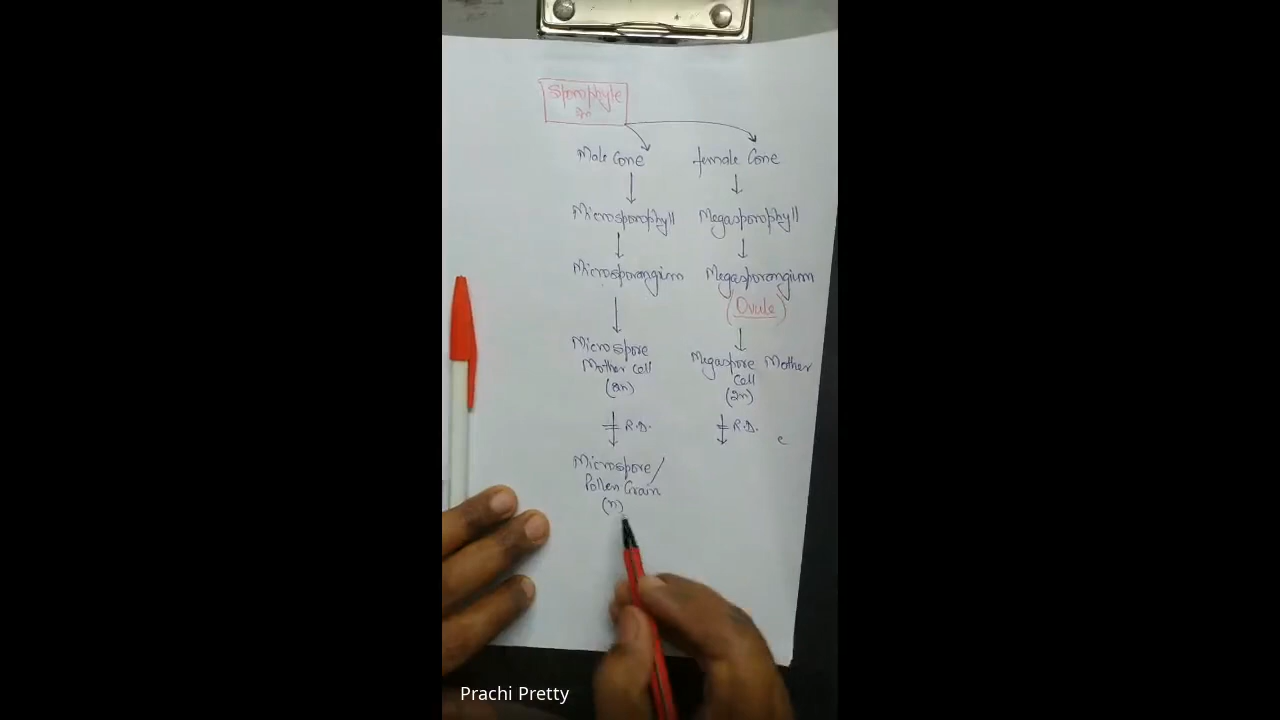 Sporophyte
2n
Male Cone
female Cone
Microsporophyll
Megasporophyll
Microsporangium
Megasporangium
(Ovule)
Microspore
Mother Cell
(2n)
Megaspore Mother
Cell
(2n)
R.D.
R.D.
Microspore/
Pollen Grain
(n)
Prachi Pretty